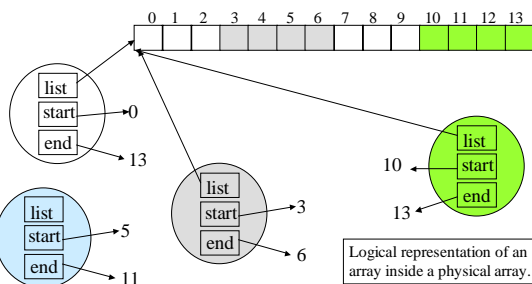 0 1 2 3 4 5 6 7 8 9 10 11 12 13
list
start
end
0
13
list
start
end
3
6
list
start
end
10
13
list
start
end
5
11
Logical representation of an
array inside a physical array.